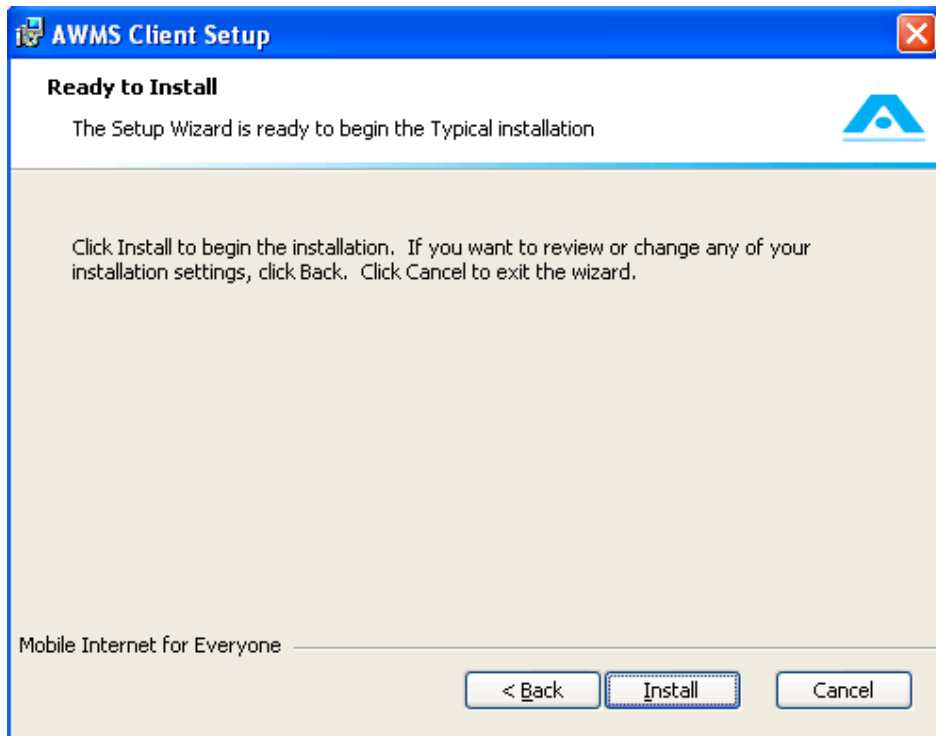 AWMS Client Setup
Ready to Install
The Setup Wizard is ready to begin the Typical installation
Click Install to begin the installation.  If you want to review or change any of your
installation settings, click Back.  Click Cancel to exit the wizard.
Mobile Internet for Everyone
< Back
Install
Cancel